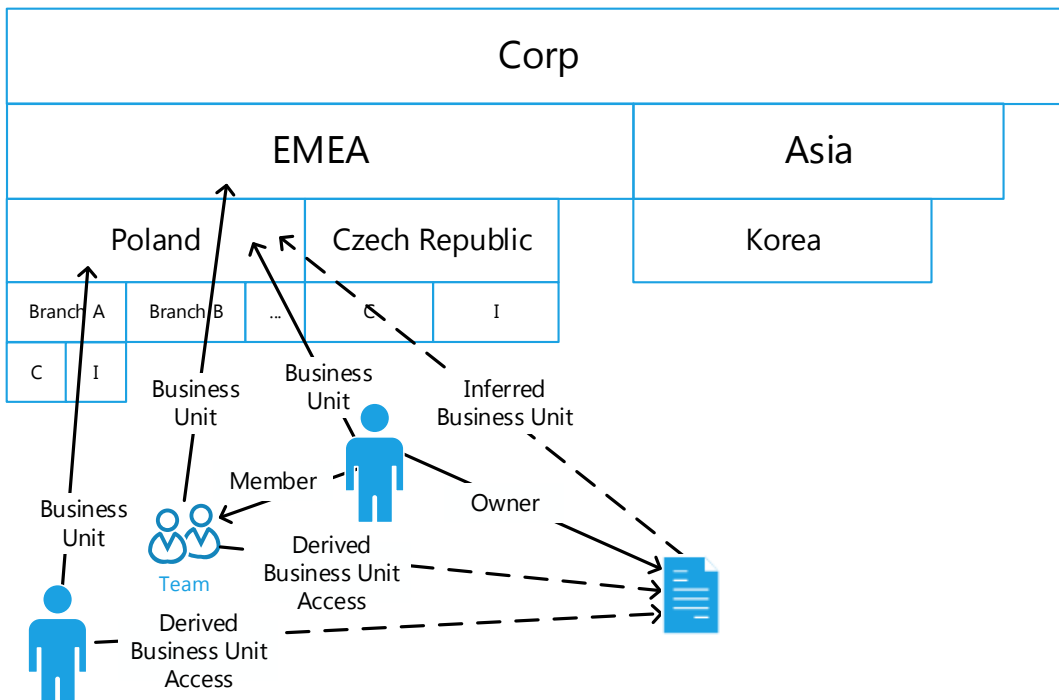 Corp
EMEA
Asia
Poland
Czech Republic
Korea
Branch A
Branch B
...
C
I
C
I
Business
Unit
Business
Unit
Inferred
Business Unit
Member
Owner
Business
Unit
Team
Derived
Business Unit
Access
Derived
Business Unit
Access